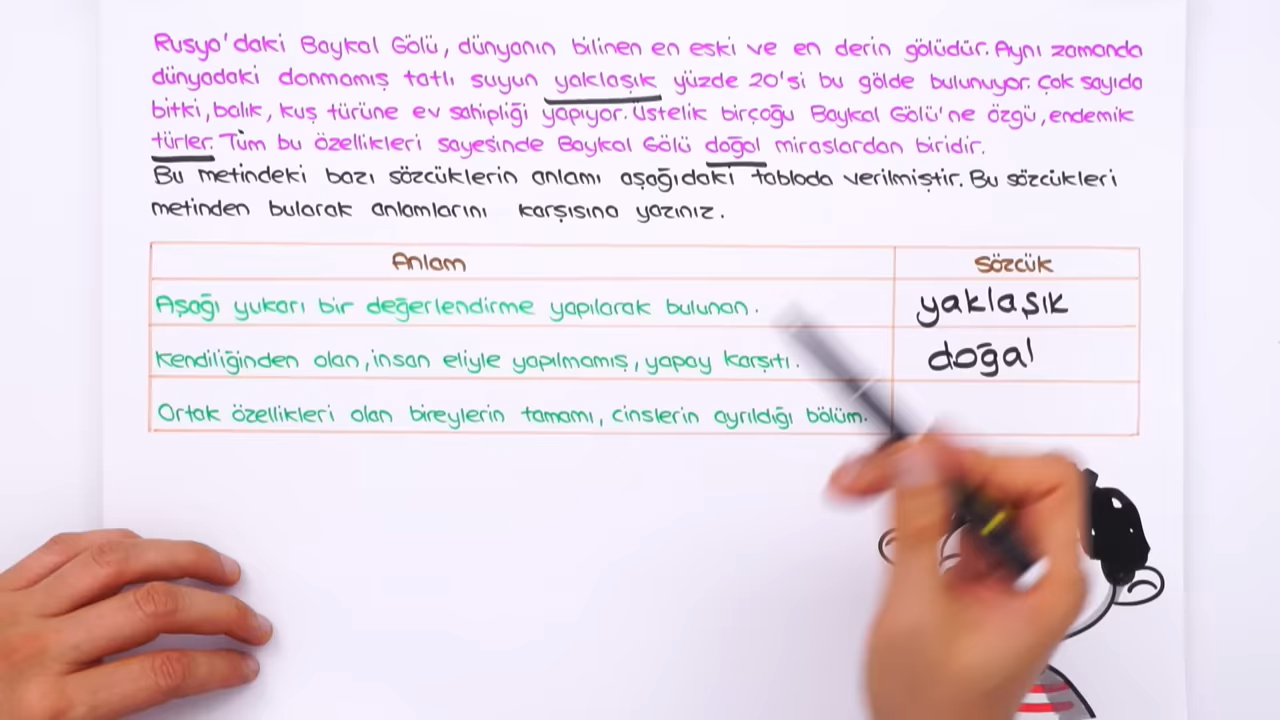 Rusya'daki Baykal Gölü, dünyanın bilinen en eski ve en derin gölüdür. Aynı zamanda
dünyadaki donmamış tatlı suyun yaklaşık yüzde 20'si bu gölde bulunuyor. Çok sayıda
bitki, balık, kuş türüne ev sahipliği yapıyor. Üstelik birçoğu Baykal Gölü'ne özgü, endemik
türler. Tüm bu özellikleri sayesinde Baykal Gölü doğal miraslardan biridir.
Bu metindeki bazı sözcüklerin anlamı aşağıdaki tabloda verilmiştir. Bu sözcükleri
metinden bularak anlamlarını karşısına yazınız.
Anlam Sözcük
Aşağı yukarı bir değerlendirme yapılarak bulunan. yaklaşık
Kendiliğinden olan, insan eliyle yapılmamış, yapay karşıtı. doğal
Ortak özellikleri olan bireylerin tamamı, cinslerin ayrıldığı bölüm.